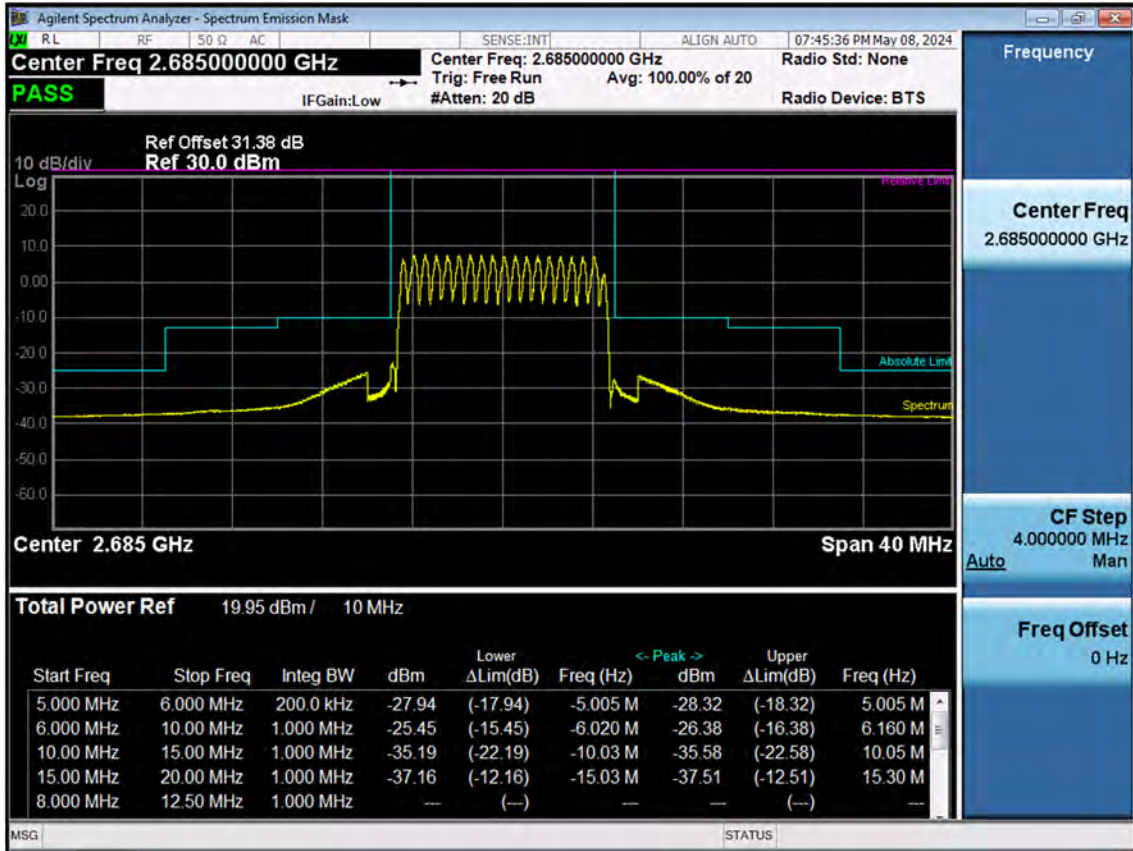 Agilent Spectrum Analyzer - Spectrum Emission Mask
LXI RL RF 50 Ω AC SENSE:INT ALIGN AUTO 07:45:36 PM May 08, 2024
Center Freq 2.685000000 GHz
Center Freq: 2.685000000 GHz Radio Std: None
Trig: Free Run Avg: 100.00% of 20
PASS
IFGain:Low #Atten: 20 dB Radio Device: BTS
Ref Offset 31.38 dB
10 dB/div Ref 30.0 dBm
Log
Relative Limit
20.0
10.0
0.00
-10.0
-20.0
Absolute Limit
-30.0
Spectrum
-40.0
-50.0
-60.0
Center 2.685 GHz Span 40 MHz
Total Power Ref 19.95 dBm / 10 MHz
Lower <- Peak -> Upper
Start Freq Stop Freq Integ BW dBm ΔLim(dB) Freq (Hz) dBm ΔLim(dB) Freq (Hz)
5.000 MHz 6.000 MHz 200.0 kHz -27.94 (-17.94) -5.005 M -28.32 (-18.32) 5.005 M
6.000 MHz 10.00 MHz 1.000 MHz -25.45 (-15.45) -6.020 M -26.38 (-16.38) 6.160 M
10.00 MHz 15.00 MHz 1.000 MHz -35.19 (-22.19) -10.03 M -35.58 (-22.58) 10.05 M
15.00 MHz 20.00 MHz 1.000 MHz -37.16 (-12.16) -15.03 M -37.51 (-12.51) 15.30 M
8.000 MHz 12.50 MHz 1.000 MHz --- (---) --- --- (---) ---
MSG STATUS
Frequency
Center Freq
2.685000000 GHz
CF Step
4.000000 MHz
Auto Man
Freq Offset
0 Hz